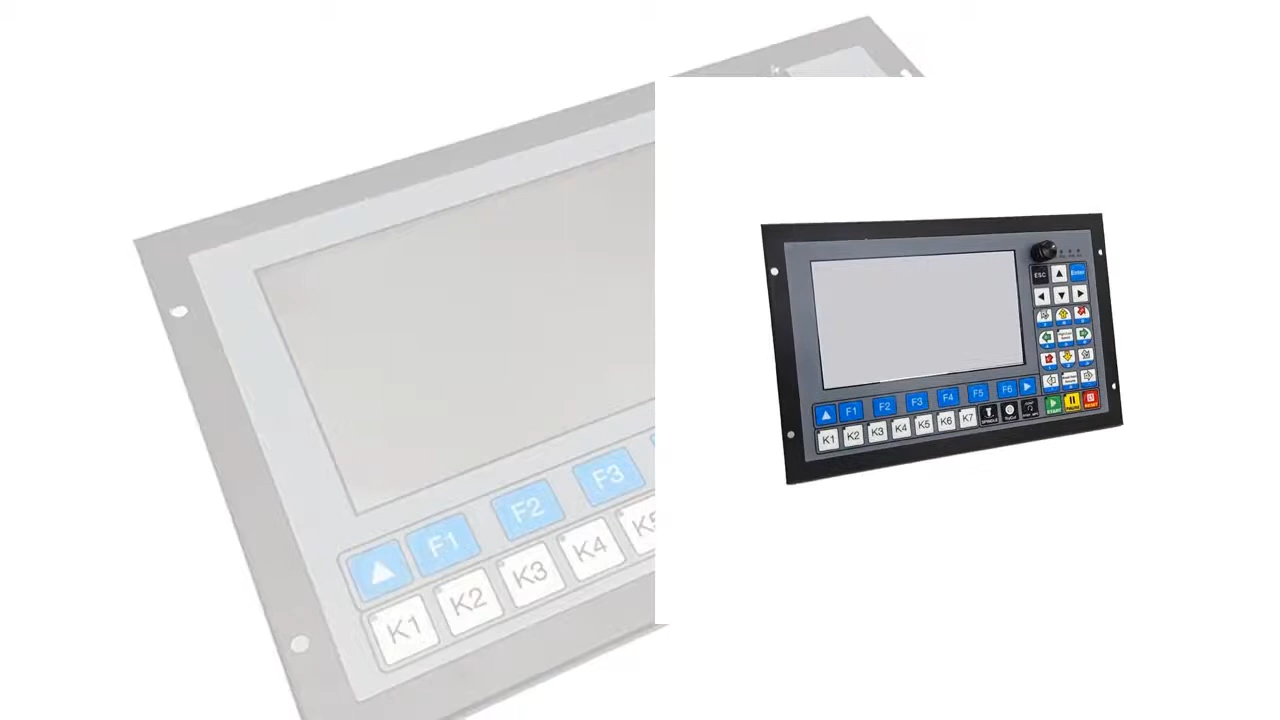 F1
F2
F3
K1
K2
K3
K4
ESC
Enter
F1
F2
F3
F4
F5
F6
K1
K2
K3
K4
K5
K6
K7
SPINDLE
START
RESET